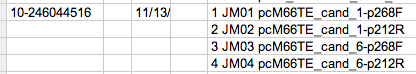 10-246044516 11/13/ 1 JM01 pcM66TE_cand_1-p268F
2 JM02 pcM66TE_cand_1-p212R
3 JM03 pcM66TE_cand_6-p268F
4 JM04 pcM66TE_cand_6-p212R